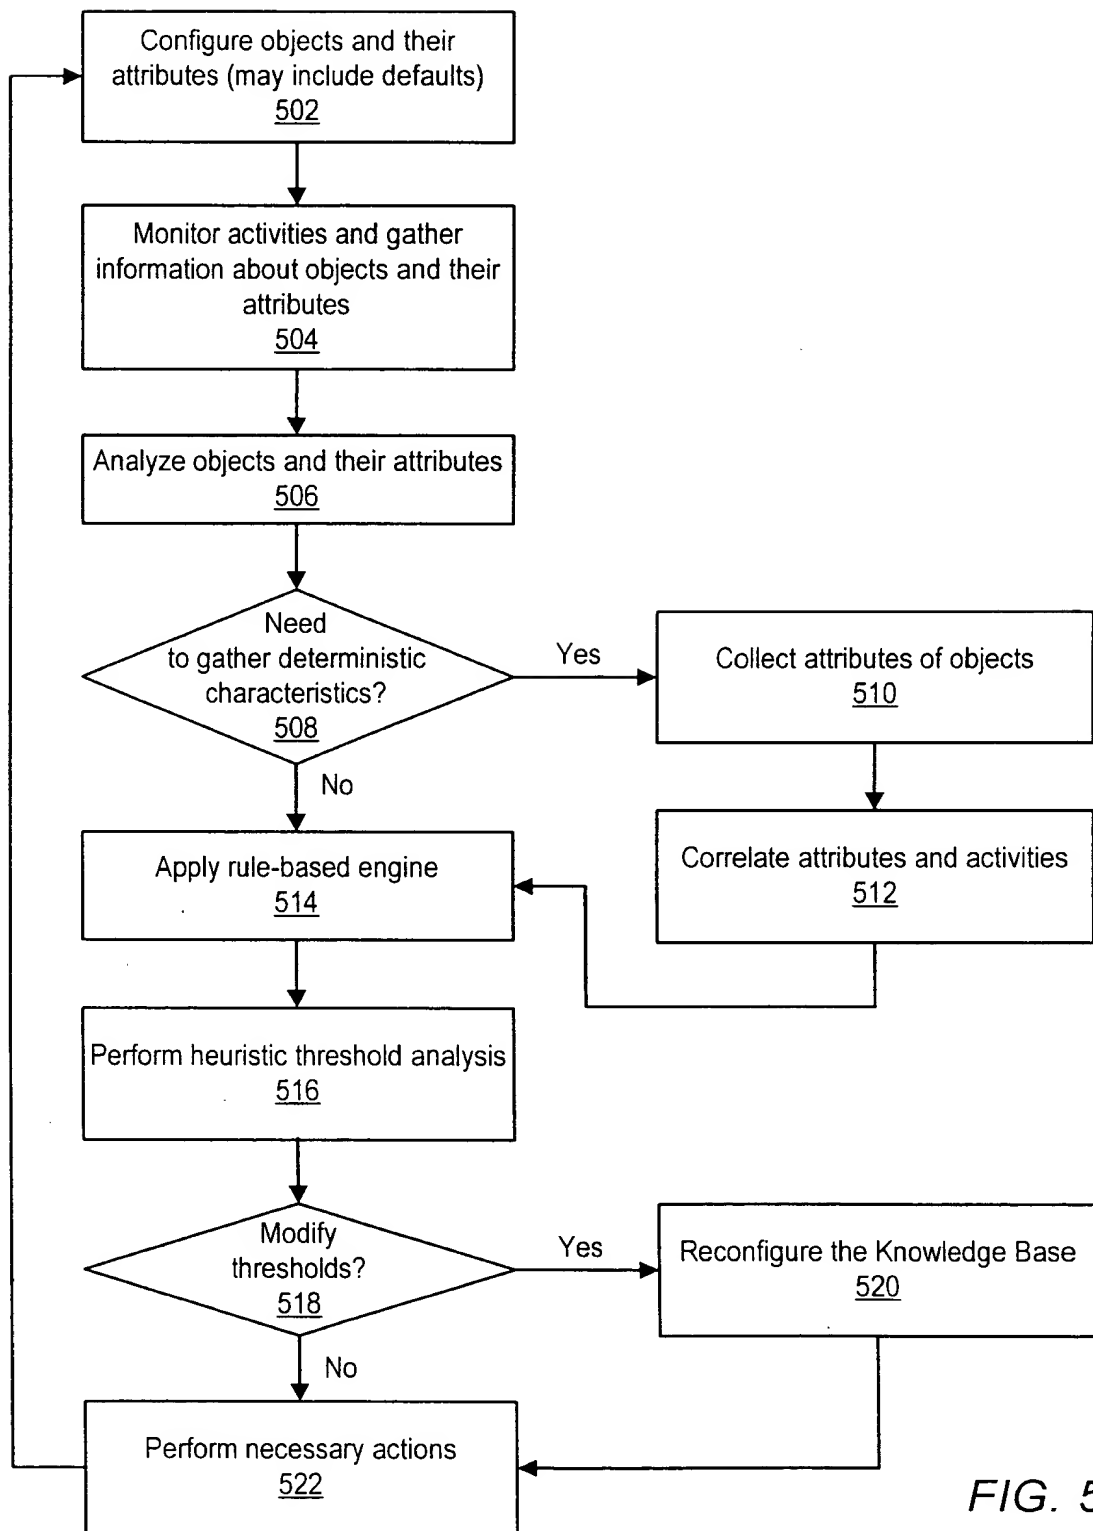 Configure objects and their
attributes (may include defaults)
502
Monitor activities and gather
information about objects and their
attributes
504
Analyze objects and their attributes
506
Need
to gather deterministic
characteristics?
508
Yes
No
Collect attributes of objects
510
Correlate attributes and activities
512
Apply rule-based engine
514
Perform heuristic threshold analysis
516
Modify
thresholds?
518
Yes
No
Reconfigure the Knowledge Base
520
Perform necessary actions
522
FIG. 5